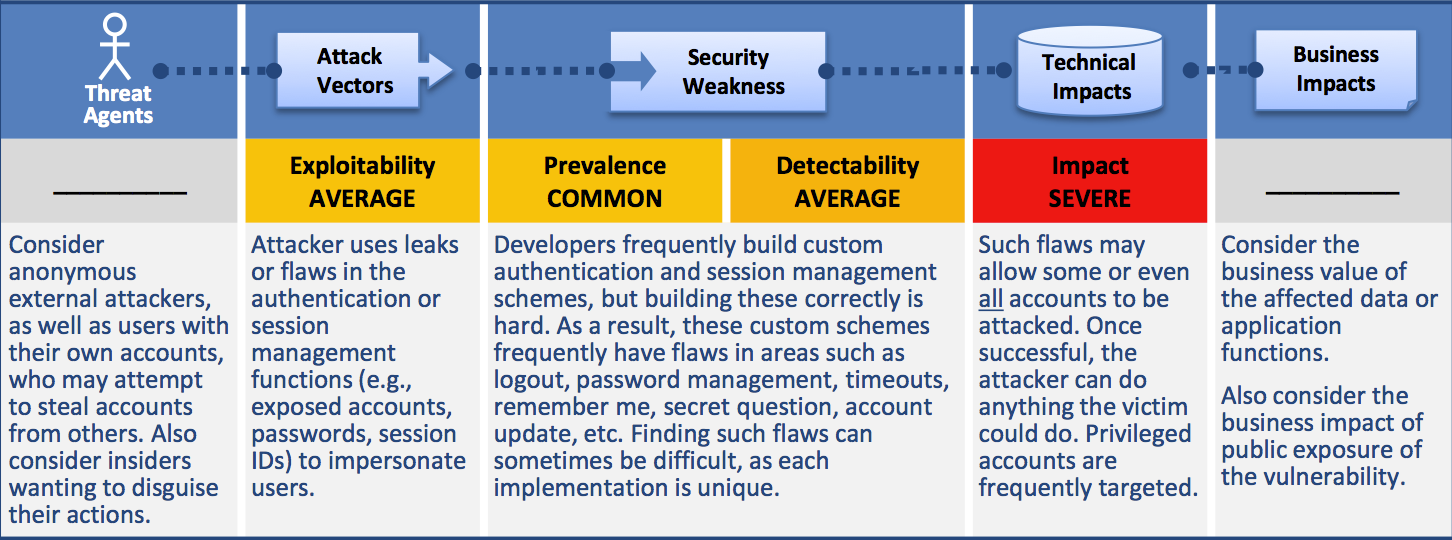 Threat
Agents
Attack
Vectors
Security
Weakness
Technical
Impacts
Business
Impacts
Exploitability
AVERAGE
Prevalence
COMMON
Detectability
AVERAGE
Impact
SEVERE
Consider
anonymous
external attackers,
as well as users with
their own accounts,
who may attempt
to steal accounts
from others. Also
consider insiders
wanting to disguise
their actions.
Attacker uses leaks
or flaws in the
authentication or
session
management
functions (e.g.,
exposed accounts,
passwords, session
IDs) to impersonate
users.
Developers frequently build custom
authentication and session management
schemes, but building these correctly is
hard. As a result, these custom schemes
frequently have flaws in areas such as
logout, password management, timeouts,
remember me, secret question, account
update, etc. Finding such flaws can
sometimes be difficult, as each
implementation is unique.
Such flaws may
allow some or even
all accounts to be
attacked. Once
successful, the
attacker can do
anything the victim
could do. Privileged
accounts are
frequently targeted.
Consider the
business value of
the affected data or
application
functions.
Also consider the
business impact of
public exposure of
the vulnerability.